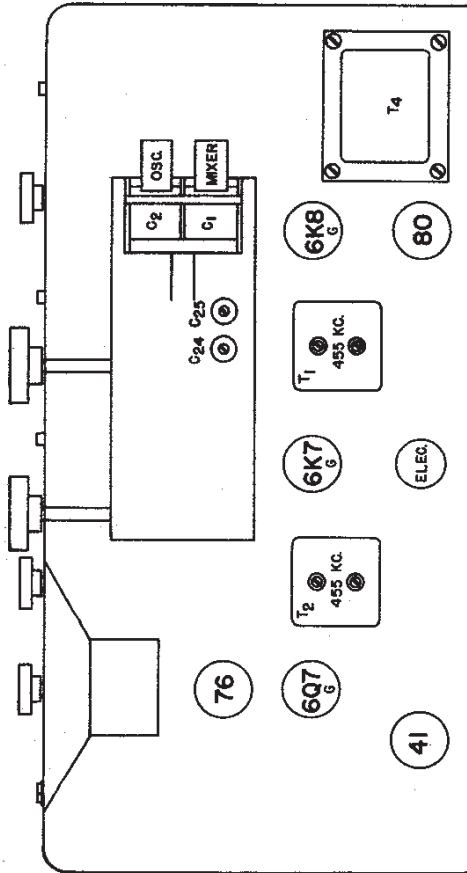 OSC.
MIXER
C2
C1
C24
C25
T4
6K8
G
80
T1
455 KC.
6K7
G
ELEC.
T2
455 KC.
76
6Q7
G
41